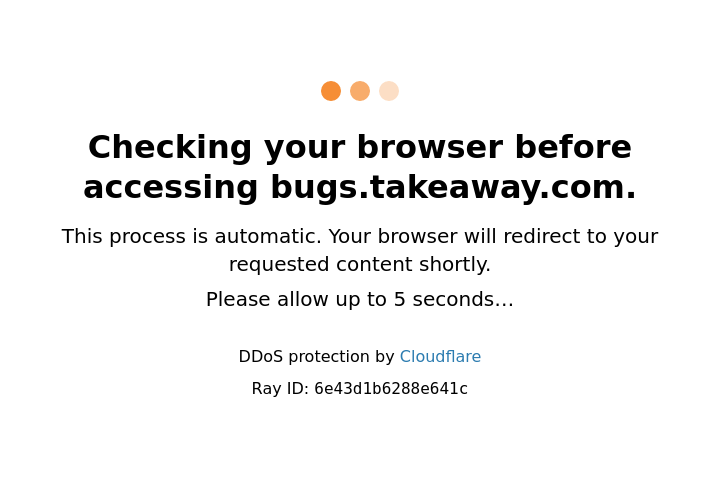 Checking your browser before
accessing bugs.takeaway.com.
This process is automatic. Your browser will redirect to your
requested content shortly.
Please allow up to 5 seconds…
DDoS protection by Cloudflare
Ray ID: 6e43d1b6288e641c